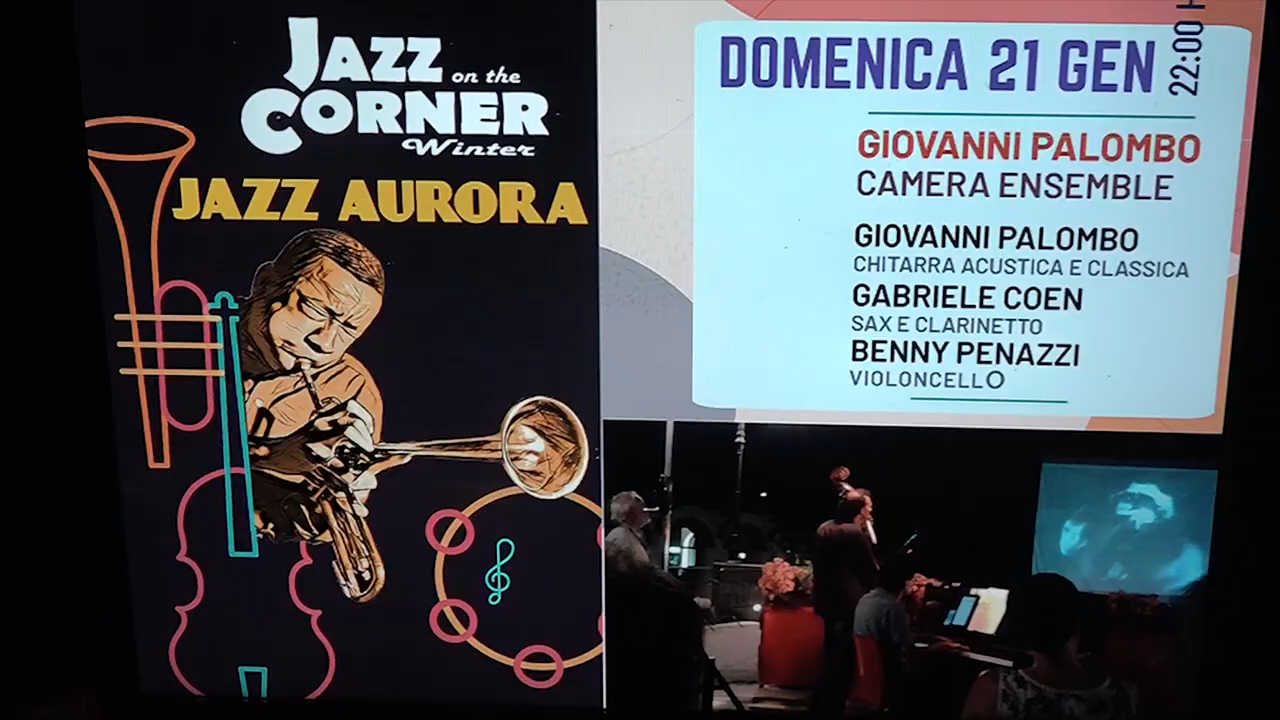 JAZZ on the
CORNER
Winter
JAZZ AURORA
DOMENICA 21 GEN
22:00
GIOVANNI PALOMBO
CAMERA ENSEMBLE
GIOVANNI PALOMBO
CHITARRA ACUSTICA E CLASSICA
GABRIELE COEN
SAX E CLARINETTO
BENNY PENAZZI
VIOLONCELLO